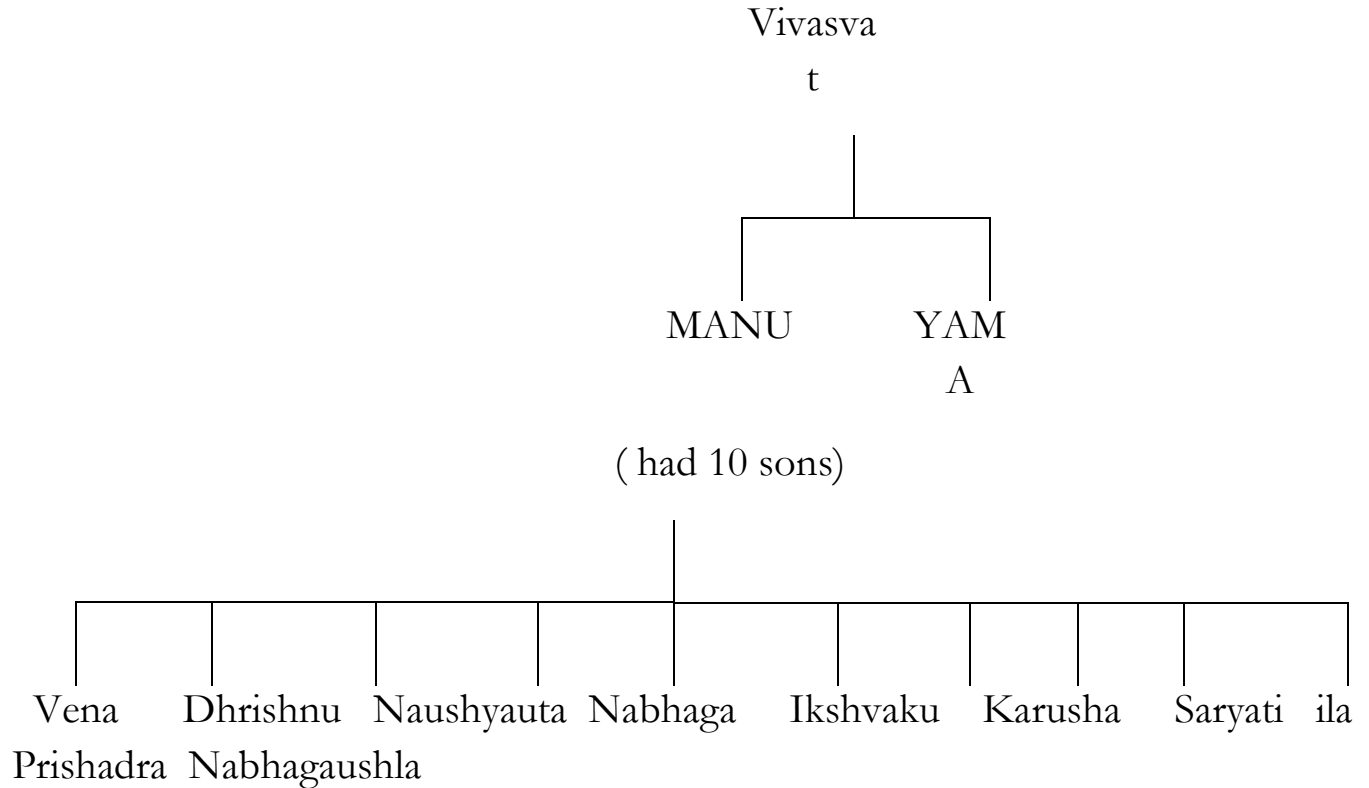 Vivasva
t
MANU YAM
A
( had 10 sons)
Vena Dhrishnu Naushyauta Nabhaga Ikshvaku Karusha Saryati ila
Prishadra Nabhagaushla